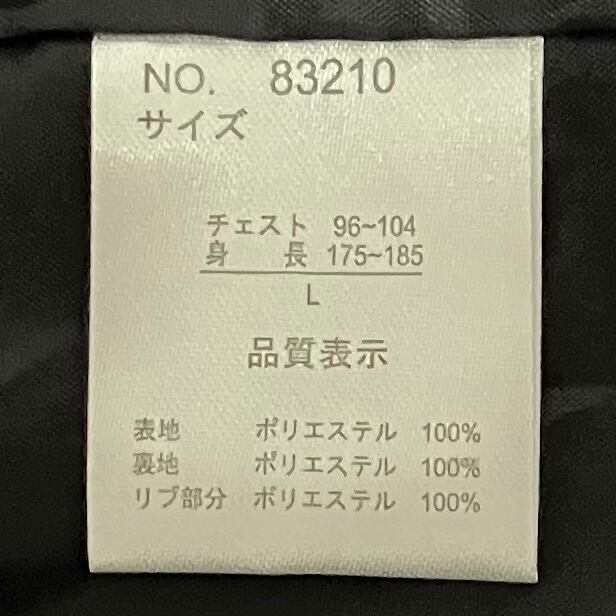 NO. 83210
サイズ
チェスト 96~104
身長 175~185
L
品質表示
表地 ポリエステル 100%
裏地 ポリエステル 100%
リブ部分 ポリエステル 100%